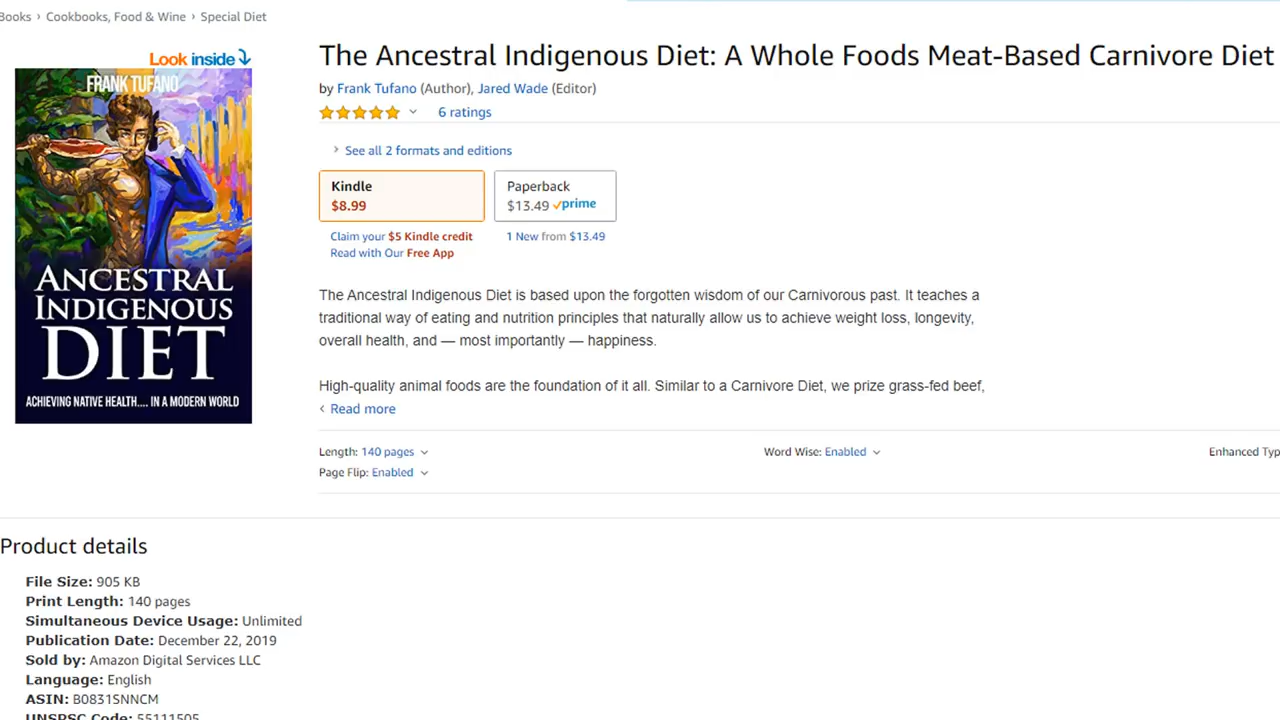 Books › Cookbooks, Food & Wine › Special Diet
Look inside
FRANK TUFANO
ANCESTRAL
INDIGENOUS
DIET
ACHIEVING NATIVE HEALTH.... IN A MODERN WORLD
The Ancestral Indigenous Diet: A Whole Foods Meat-Based Carnivore Diet
by Frank Tufano (Author), Jared Wade (Editor)
6 ratings
› See all 2 formats and editions
Kindle
$8.99
Paperback
$13.49 prime
Claim your $5 Kindle credit
Read with Our Free App
1 New from $13.49
The Ancestral Indigenous Diet is based upon the forgotten wisdom of our Carnivorous past. It teaches a
traditional way of eating and nutrition principles that naturally allow us to achieve weight loss, longevity,
overall health, and — most importantly — happiness.
High-quality animal foods are the foundation of it all. Similar to a Carnivore Diet, we prize grass-fed beef,
‹ Read more
Length: 140 pages
Word Wise: Enabled
Enhanced Typ
Page Flip: Enabled
Product details
File Size: 905 KB
Print Length: 140 pages
Simultaneous Device Usage: Unlimited
Publication Date: December 22, 2019
Sold by: Amazon Digital Services LLC
Language: English
ASIN: B0831SNNCM
UNSPSC Code: 55111505